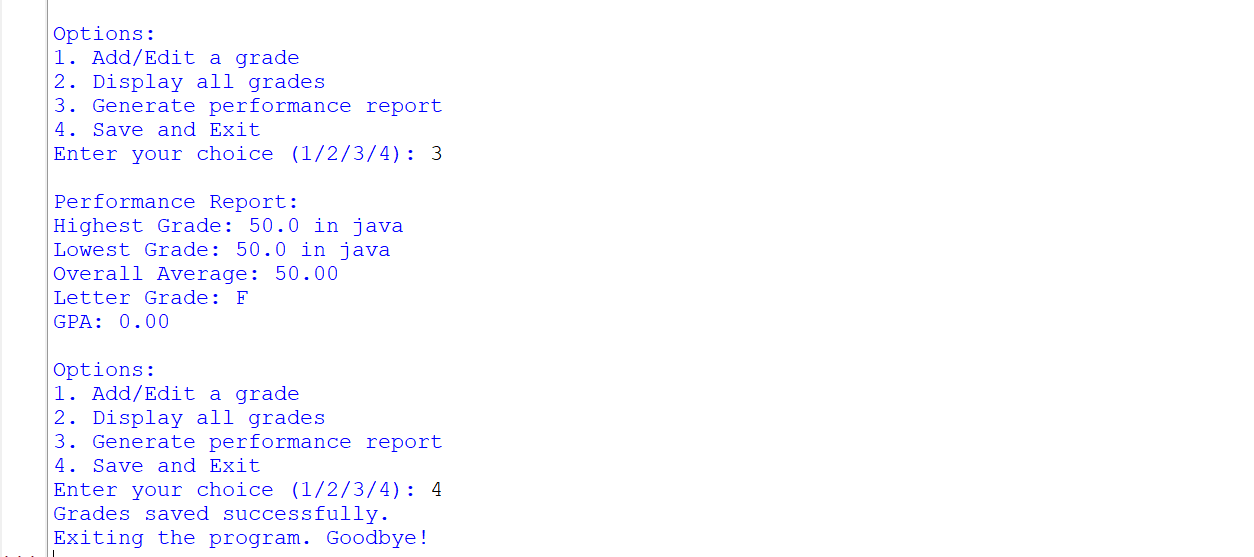 Options:
1. Add/Edit a grade
2. Display all grades
3. Generate performance report
4. Save and Exit
Enter your choice (1/2/3/4): 3
Performance Report:
Highest Grade: 50.0 in java
Lowest Grade: 50.0 in java
Overall Average: 50.00
Letter Grade: F
GPA: 0.00
Options:
1. Add/Edit a grade
2. Display all grades
3. Generate performance report
4. Save and Exit
Enter your choice (1/2/3/4): 4
Grades saved successfully.
Exiting the program. Goodbye!